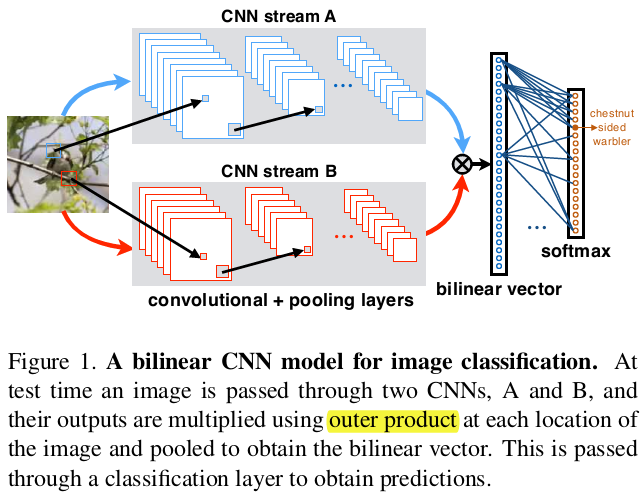 CNN stream A
chestnut
sided
warbler
CNN stream B
softmax
bilinear vector
convolutional + pooling layers
Figure 1. A bilinear CNN model for image classification. At
test time an image is passed through two CNNs, A and B, and
their outputs are multiplied using outer product at each location
of the image and pooled to obtain the bilinear vector. This is passed
through a classification layer to obtain predictions.